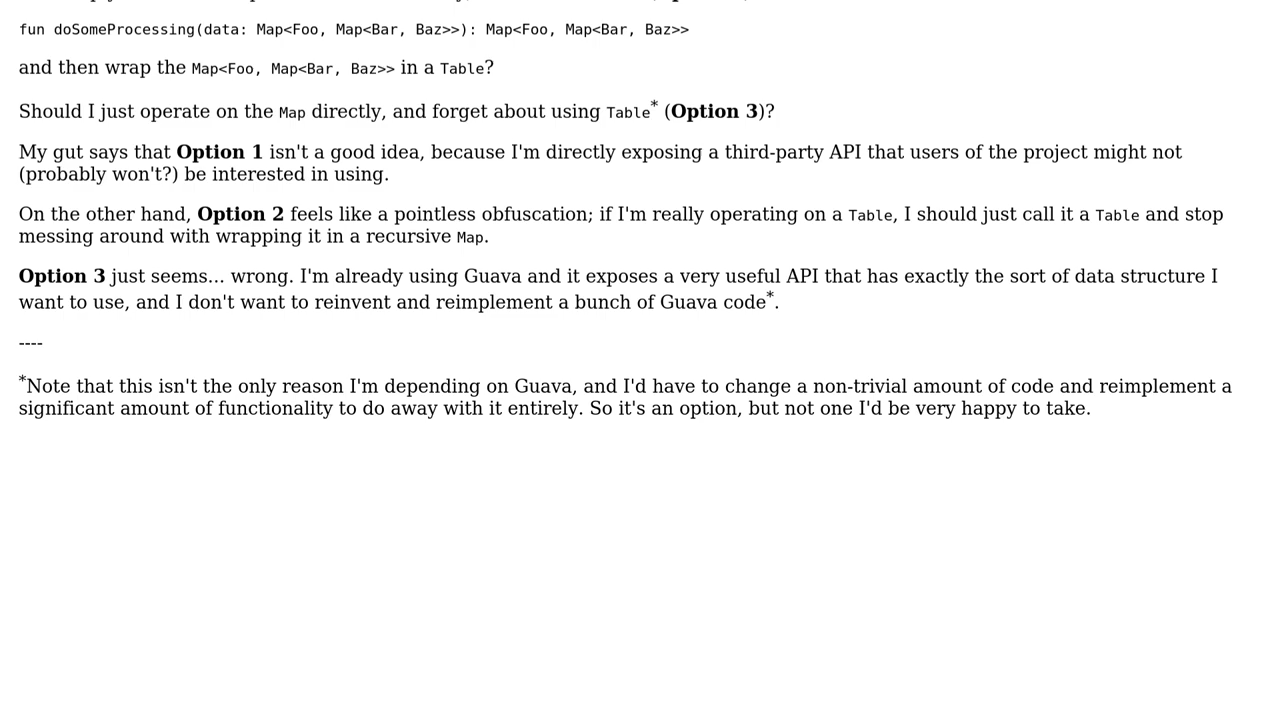 fun doSomeProcessing(data: Map<Foo, Map<Bar, Baz>>): Map<Foo, Map<Bar, Baz>>
and then wrap the Map<Foo, Map<Bar, Baz>> in a Table?
Should I just operate on the Map directly, and forget about using Table* (Option 3)?
My gut says that Option 1 isn't a good idea, because I'm directly exposing a third-party API that users of the project might not
(probably won't?) be interested in using.
On the other hand, Option 2 feels like a pointless obfuscation; if I'm really operating on a Table, I should just call it a Table and stop
messing around with wrapping it in a recursive Map.
Option 3 just seems... wrong. I'm already using Guava and it exposes a very useful API that has exactly the sort of data structure I
want to use, and I don't want to reinvent and reimplement a bunch of Guava code*.
----
*Note that this isn't the only reason I'm depending on Guava, and I'd have to change a non-trivial amount of code and reimplement a
significant amount of functionality to do away with it entirely. So it's an option, but not one I'd be very happy to take.